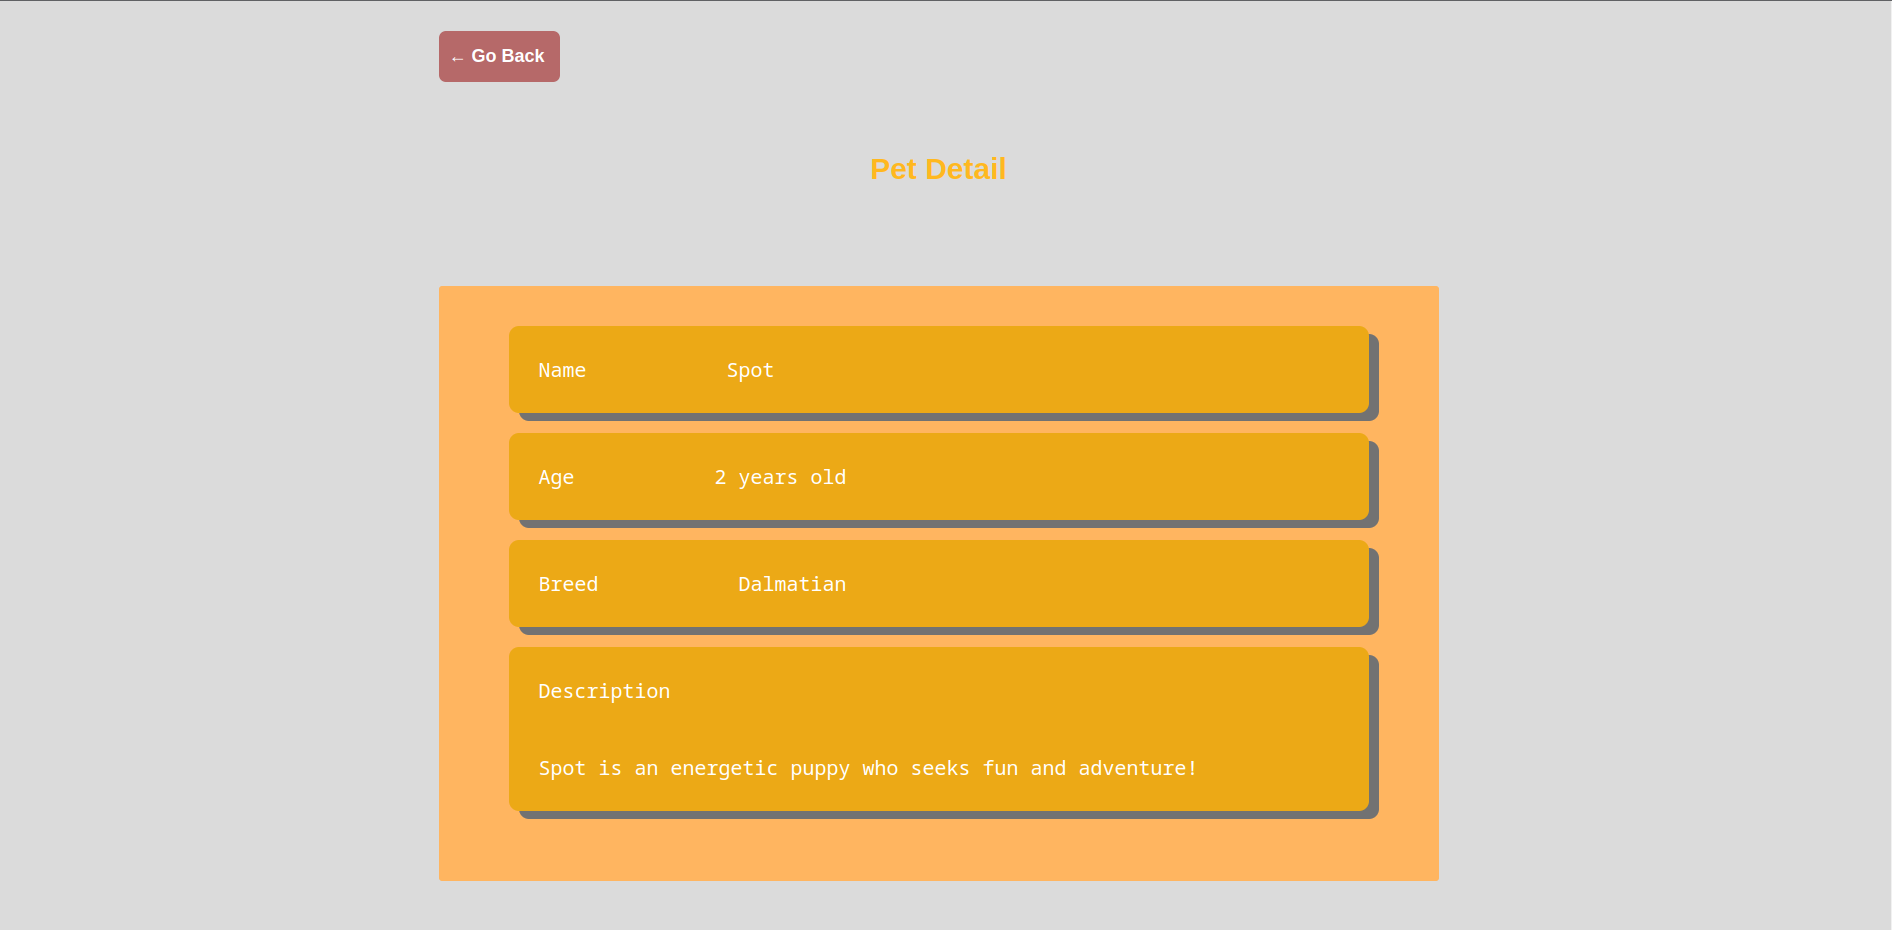 ← Go Back
Pet Detail
Name Spot
Age 2 years old
Breed Dalmatian
Description
Spot is an energetic puppy who seeks fun and adventure!